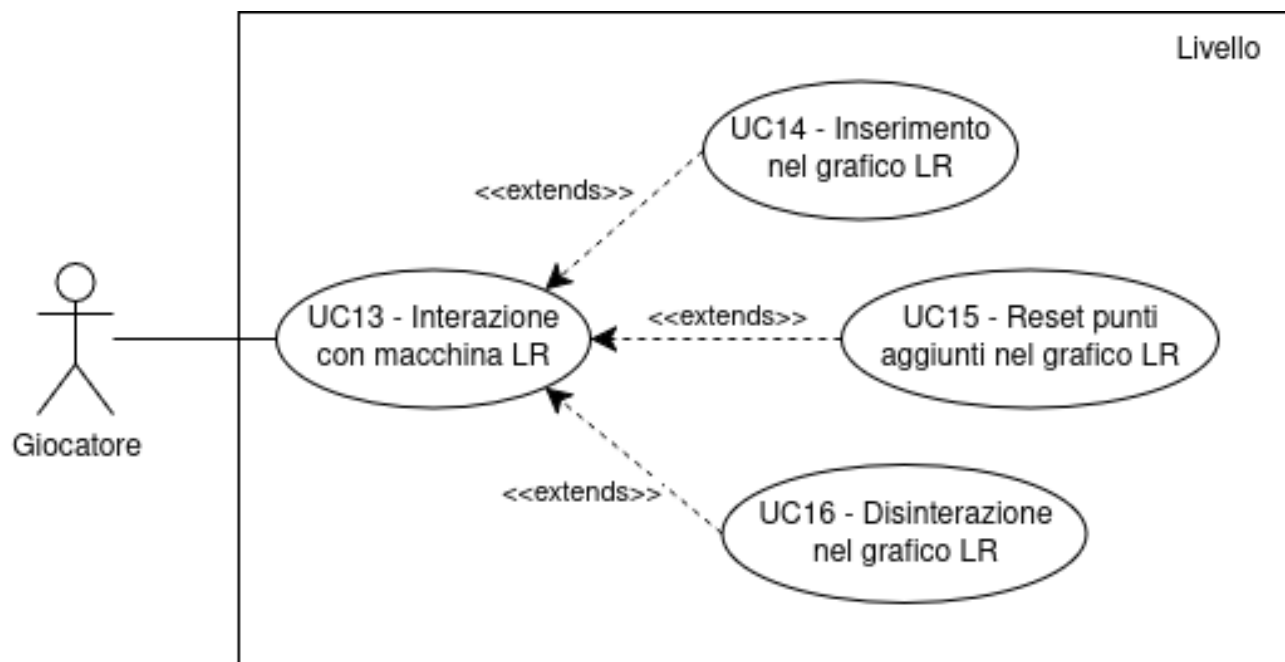 Livello
UC14 - Inserimento
nel grafico LR
<<extends>>
UC13 - Interazione
con macchina LR
<<extends>>
UC15 - Reset punti
aggiunti nel grafico LR
Giocatore
<<extends>>
UC16 - Disinterazione
nel grafico LR